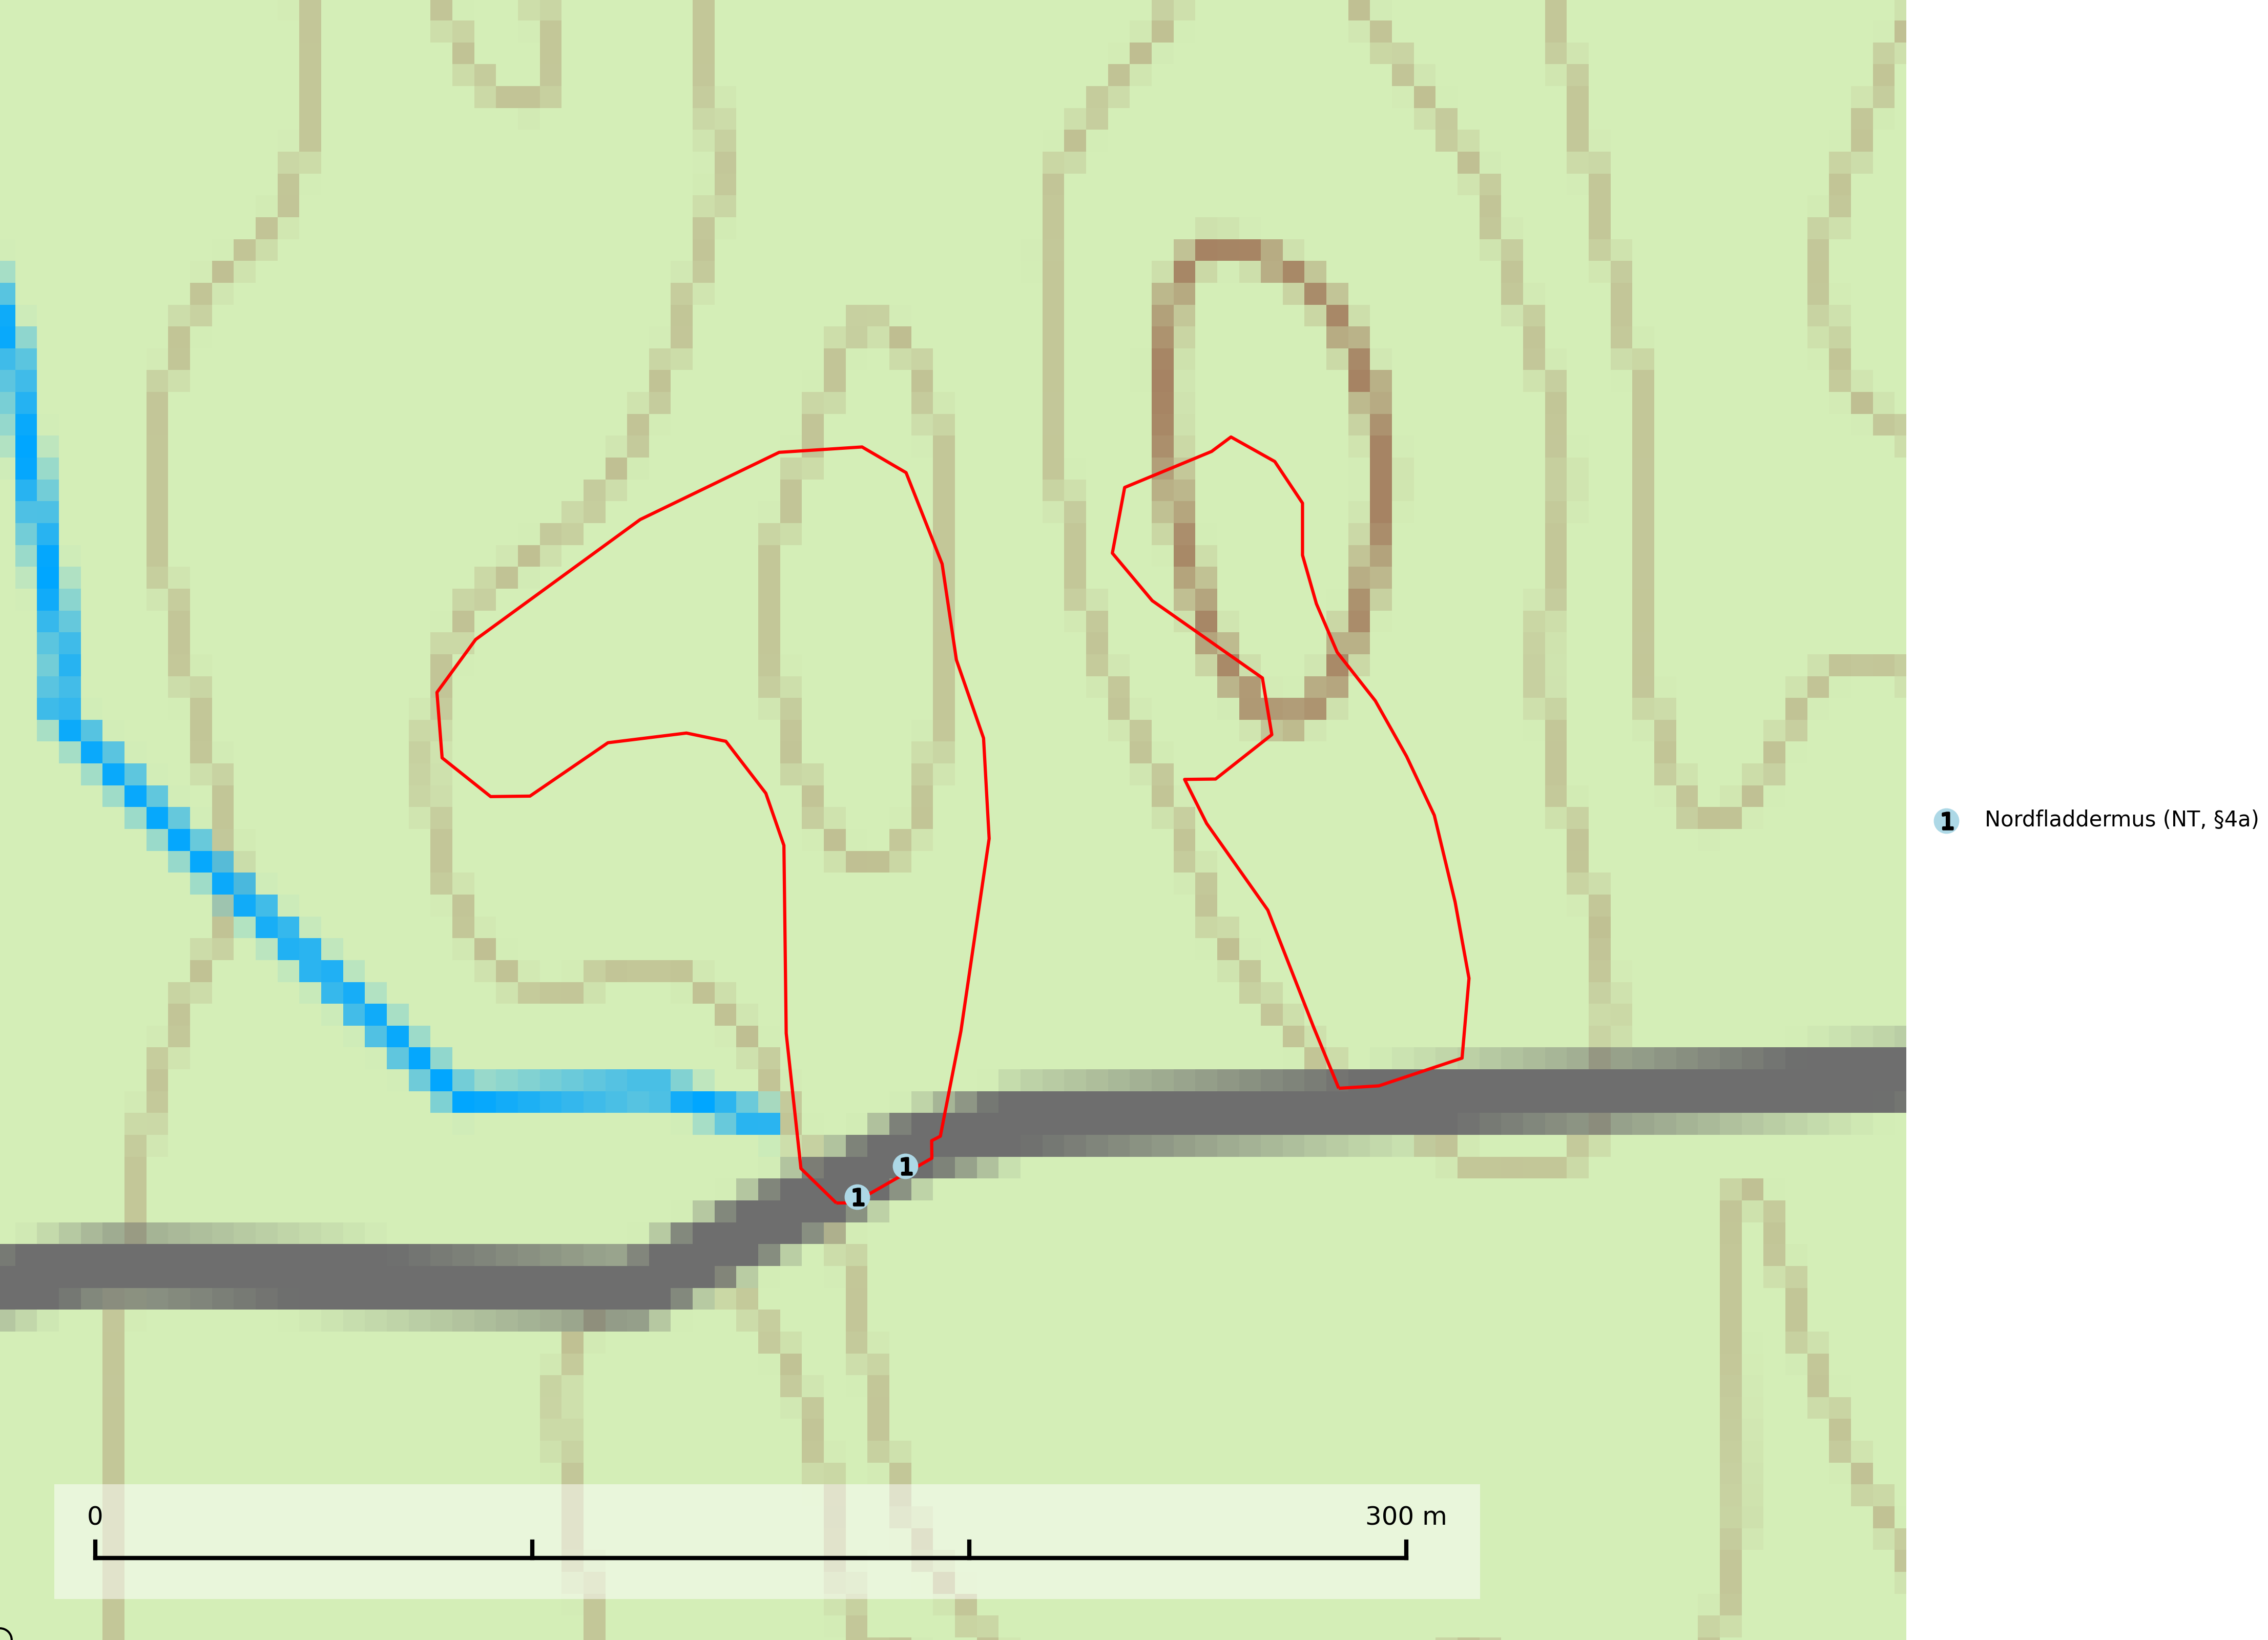 1 Nordfladdermus (NT, §4a)
1
1
0 300 m